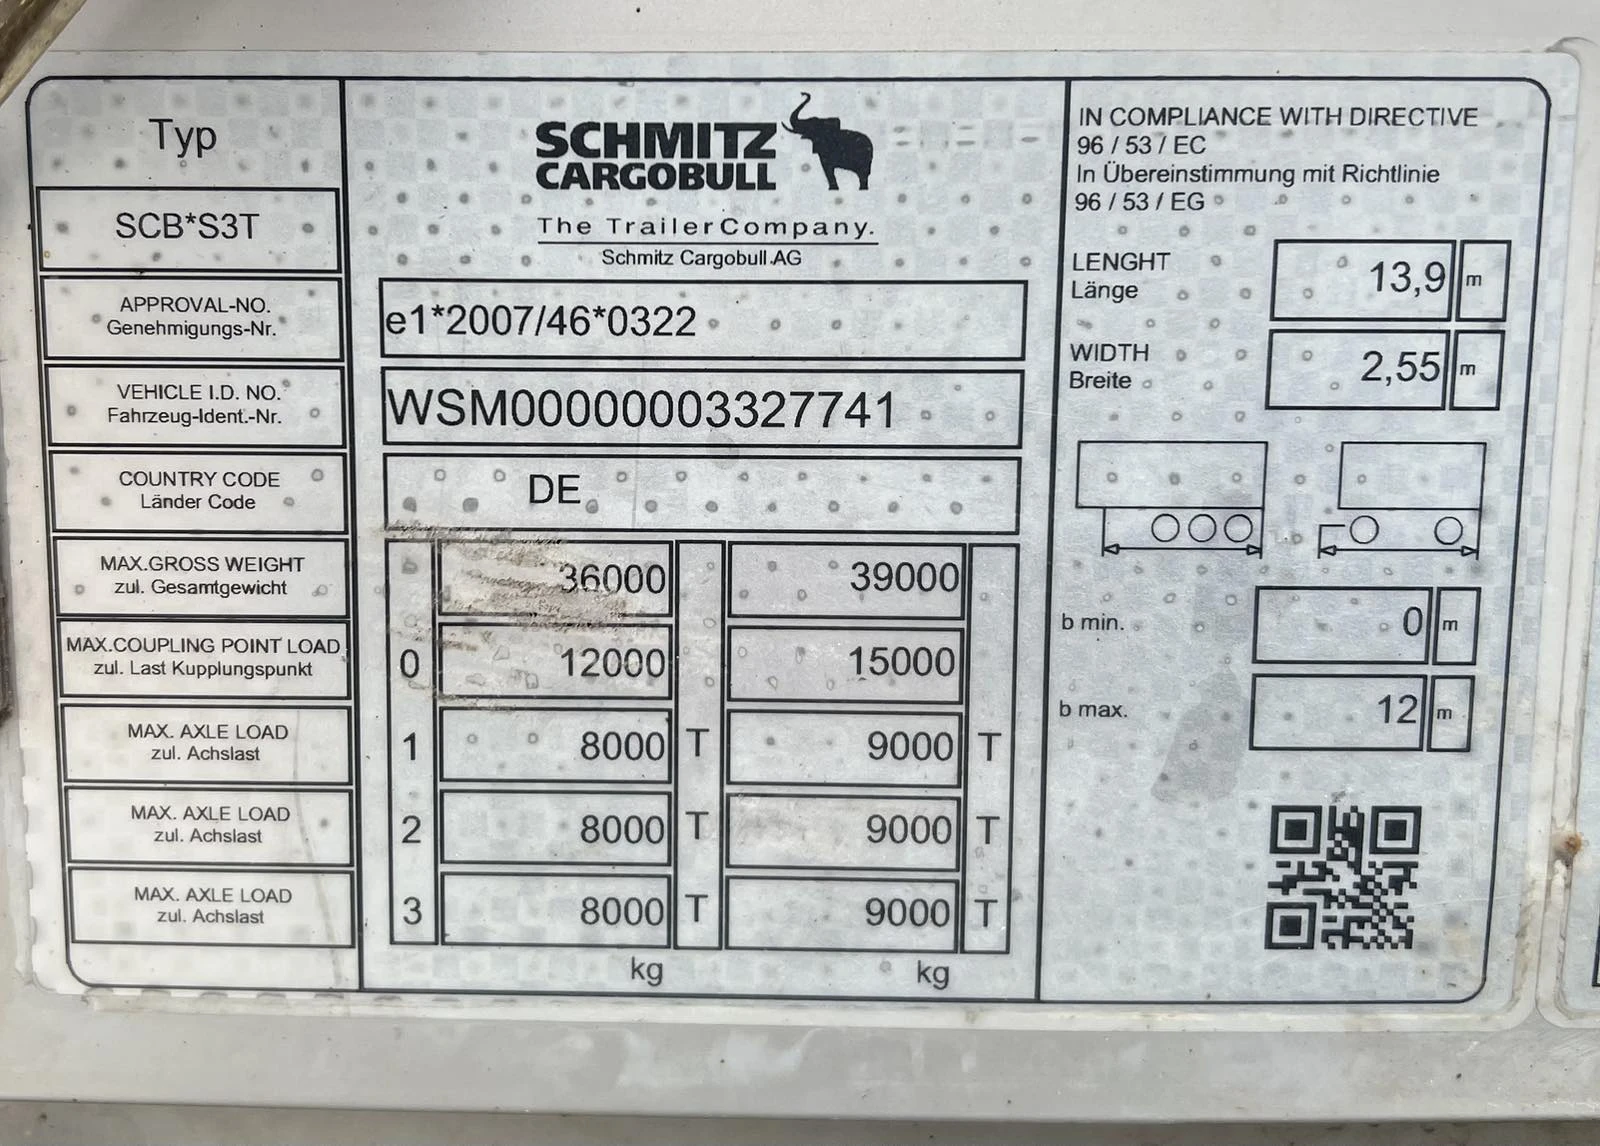 Typ
SCB*S3T
SCHMITZ
CARGOBULL
The TrailerCompany.
Schmitz Cargobull AG
IN COMPLIANCE WITH DIRECTIVE
96 / 53 / EC
In Übereinstimmung mit Richtlinie
96 / 53 / EG
APPROVAL-NO.
Genehmigungs-Nr.
e1*2007/46*0322
VEHICLE I.D. NO.
Fahrzeug-Ident.-Nr.
WSM00000003327741
COUNTRY CODE
Länder Code
DE
MAX.GROSS WEIGHT
zul. Gesamtgewicht
36000 39000
MAX.COUPLING POINT LOAD
zul. Last Kupplungspunkt
0 12000 15000
MAX. AXLE LOAD
zul. Achslast
1 8000 T 9000 T
MAX. AXLE LOAD
zul. Achslast
2 8000 T 9000 T
MAX. AXLE LOAD
zul. Achslast
3 8000 T 9000 T
kg kg
LENGHT
Länge
13,9 m
WIDTH
Breite
2,55 m
b min. 0 m
b max. 12 m